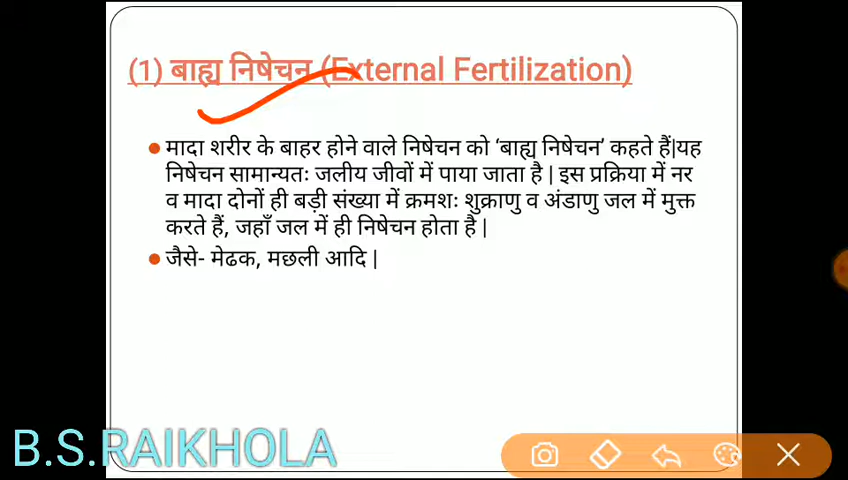 (1) बाह्य निषेचन (External Fertilization)
मादा शरीर के बाहर होने वाले निषेचन को ‘बाह्य निषेचन’ कहते हैं|यह
निषेचन सामान्यतः जलीय जीवों में पाया जाता है | इस प्रक्रिया में नर
व मादा दोनों ही बड़ी संख्या में क्रमशः शुक्राणु व अंडाणु जल में मुक्त
करते हैं, जहाँ जल में ही निषेचन होता है |
जैसे- मेढक, मछली आदि |
B.S.RAIKHOLA